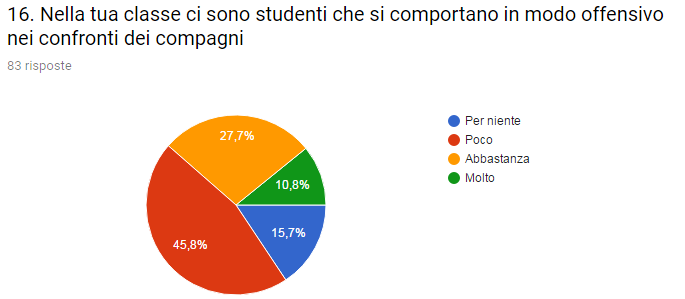 16. Nella tua classe ci sono studenti che si comportano in modo offensivo
nei confronti dei compagni
83 risposte
27,7%
10,8%
15,7%
45,8%
Per niente
Poco
Abbastanza
Molto